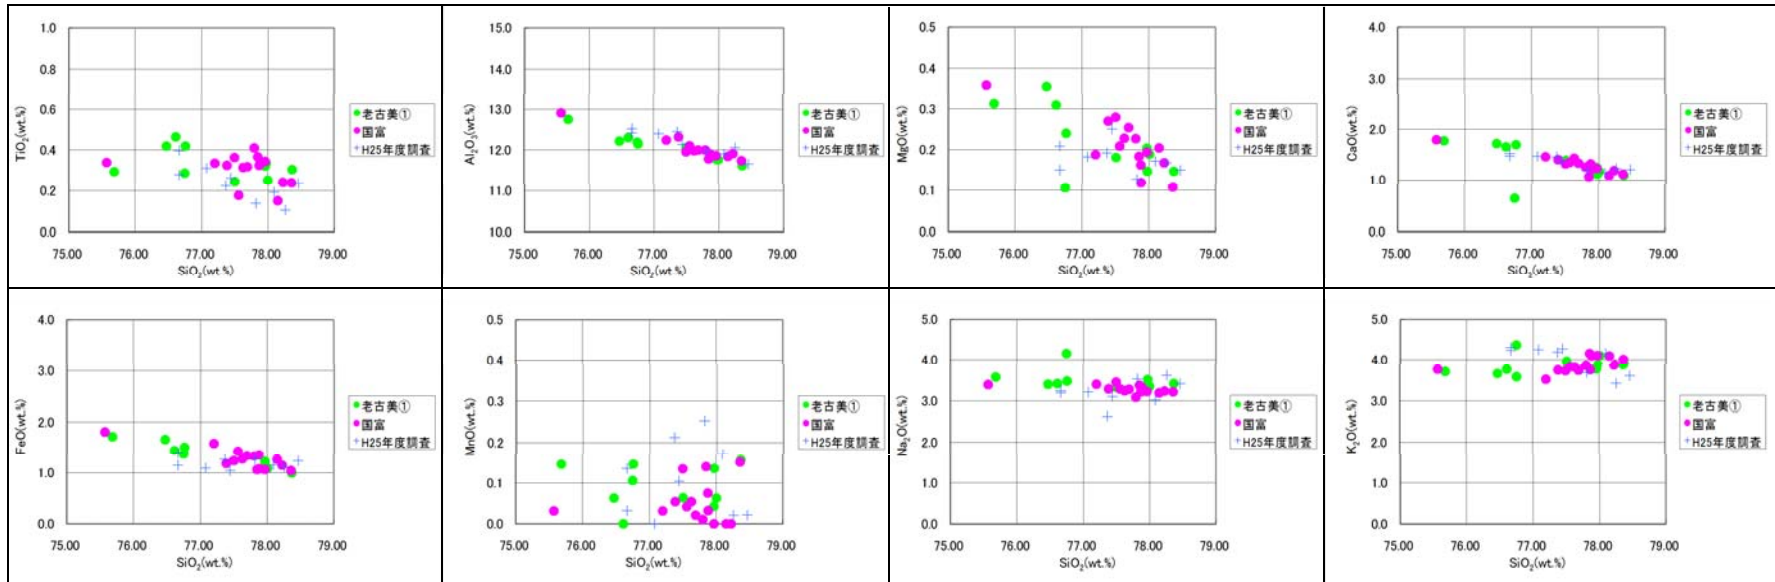 TiO2(wt.%)
1.0
0.8
0.6
0.4
0.2
0.0
75.00 76.00 77.00 78.00 79.00
SiO2(wt.%)
老古美①
国富
H25年度調査
Al2O3(wt.%)
15.0
14.0
13.0
12.0
11.0
10.0
75.00 76.00 77.00 78.00 79.00
SiO2(wt.%)
老古美①
国富
H25年度調査
MgO(wt.%)
0.5
0.4
0.3
0.2
0.1
0.0
75.00 76.00 77.00 78.00 79.00
SiO2(wt.%)
老古美①
国富
H25年度調査
CaO(wt.%)
4.0
3.0
2.0
1.0
0.0
75.00 76.00 77.00 78.00 79.00
SiO2(wt.%)
老古美①
国富
H25年度調査
FeO(wt.%)
4.0
3.0
2.0
1.0
0.0
75.00 76.00 77.00 78.00 79.00
SiO2(wt.%)
老古美①
国富
H25年度調査
MnO(wt.%)
0.5
0.4
0.3
0.2
0.1
0.0
75.00 76.00 77.00 78.00 79.00
SiO2(wt.%)
老古美①
国富
H25年度調査
Na2O(wt.%)
5.0
4.0
3.0
2.0
1.0
0.0
75.00 76.00 77.00 78.00 79.00
SiO2(wt.%)
老古美①
国富
H25年度調査
K2O(wt.%)
5.0
4.0
3.0
2.0
1.0
0.0
75.00 76.00 77.00 78.00 79.00
SiO2(wt.%)
老古美①
国富
H25年度調査